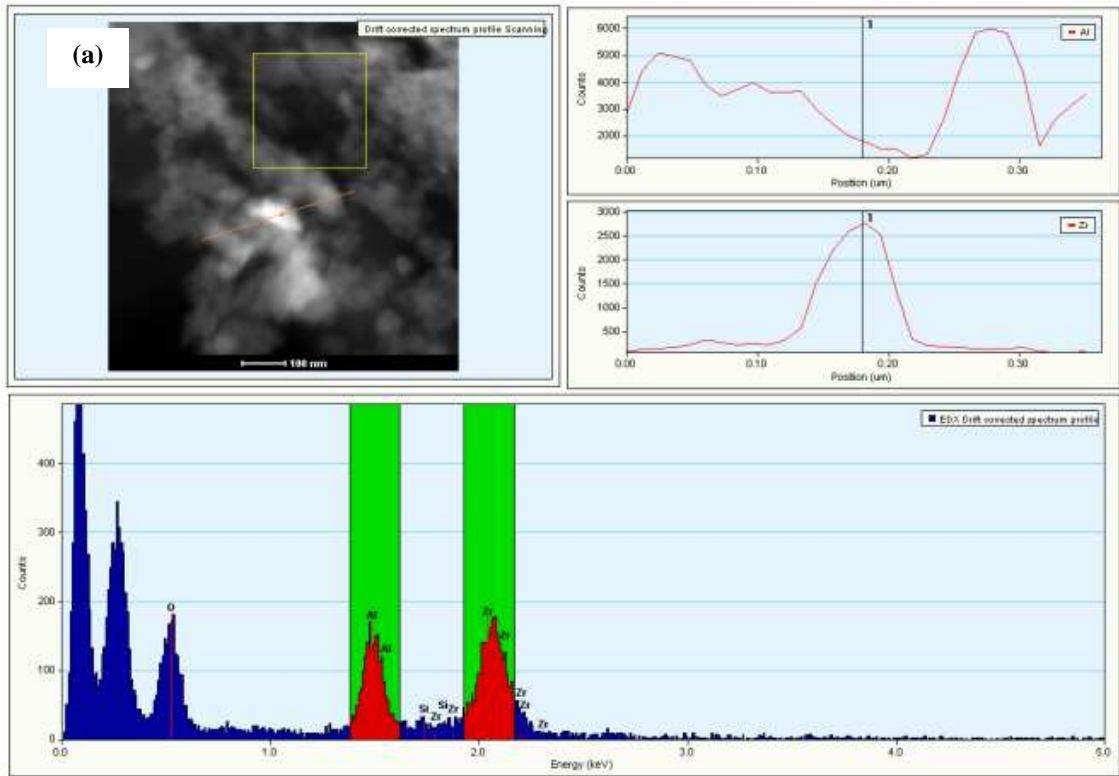 (a)
Drift corrected spectrum profile Scanning
100 nm
1
Al
6000
5000
4000
3000
2000
Counts
0.00 0.10 0.20 0.30
Position (um)
1
Zr
3000
2500
2000
1500
1000
500
Counts
0.00 0.10 0.20 0.30
Position (um)
EDX Drift corrected spectrum profile
400
300
200
100
0
Counts
O
Al
Al
Si
Zr
Si
Zr
Zr
Zr
Zr
Zr
Zr
0.0 1.0 2.0 3.0 4.0 5.0
Energy (keV)